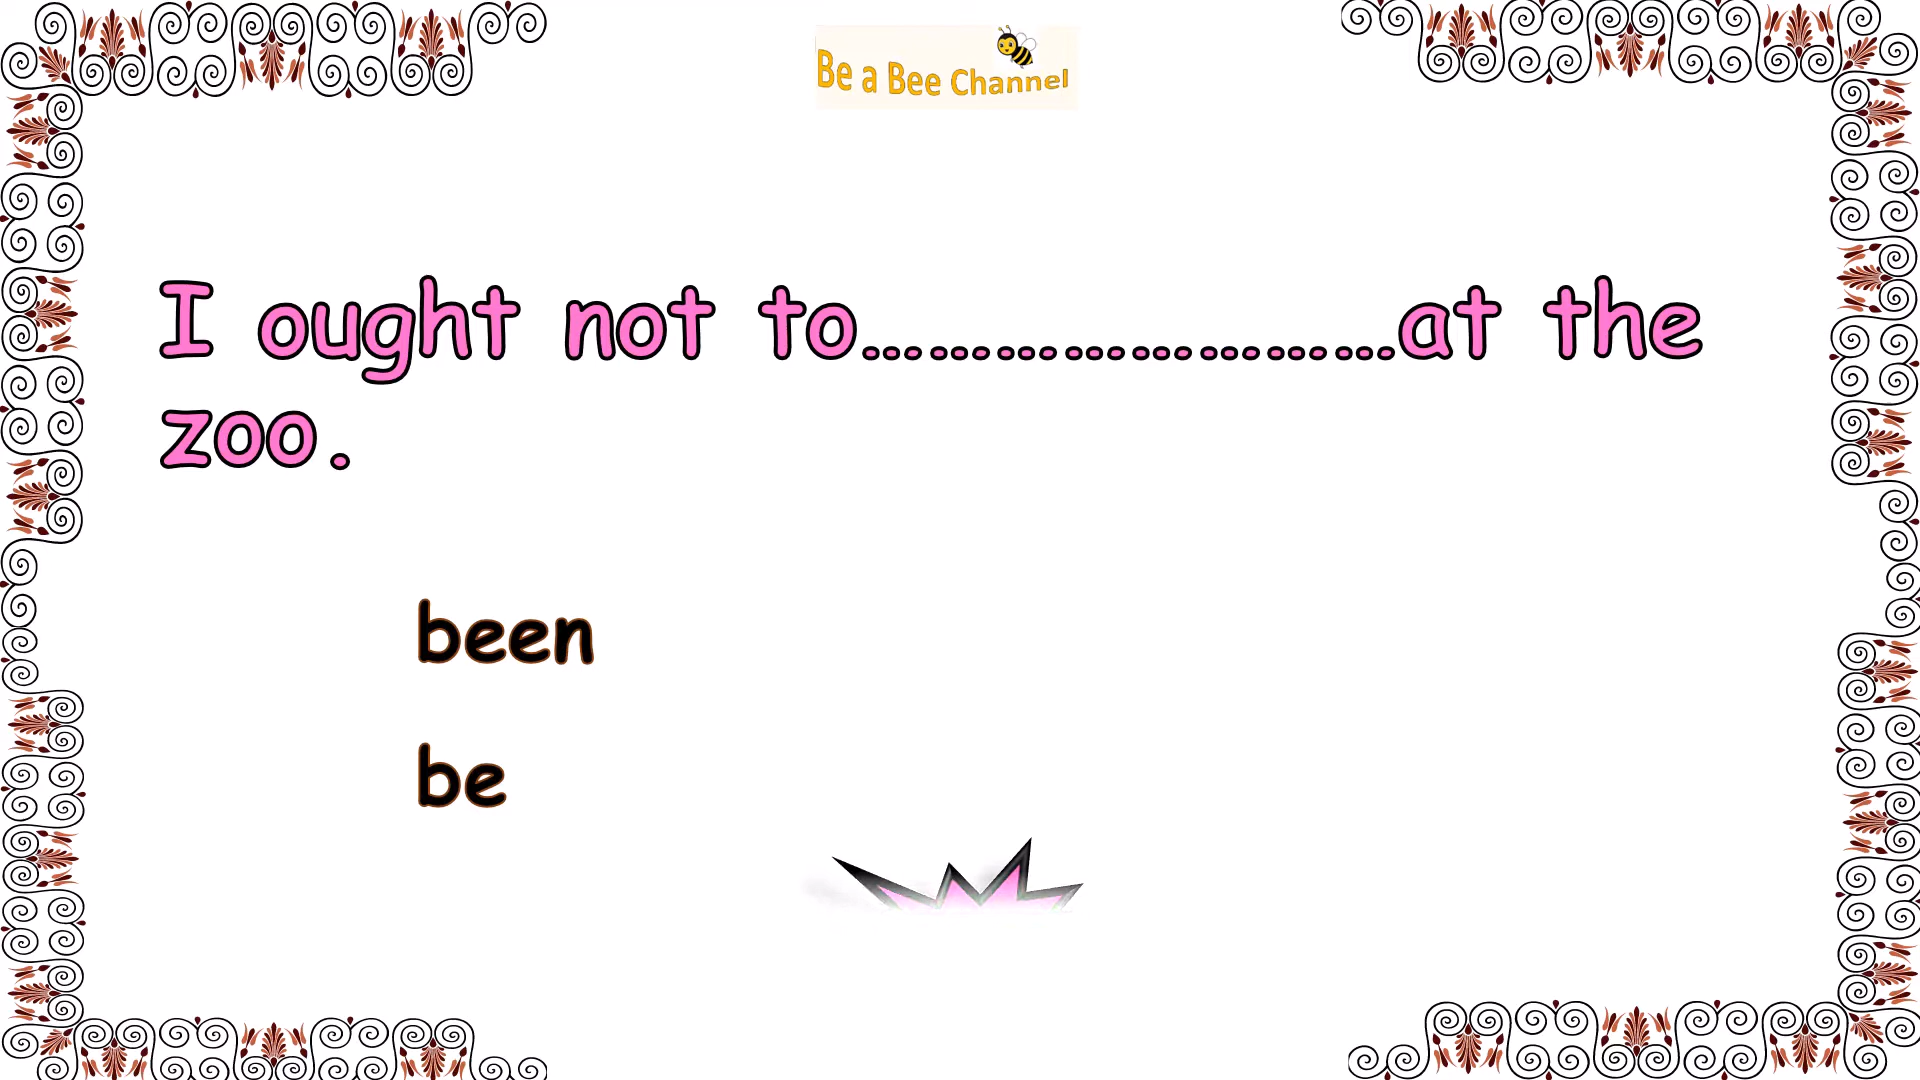 Be a Bee Channel
I ought not to........................at the
zoo.
been
be